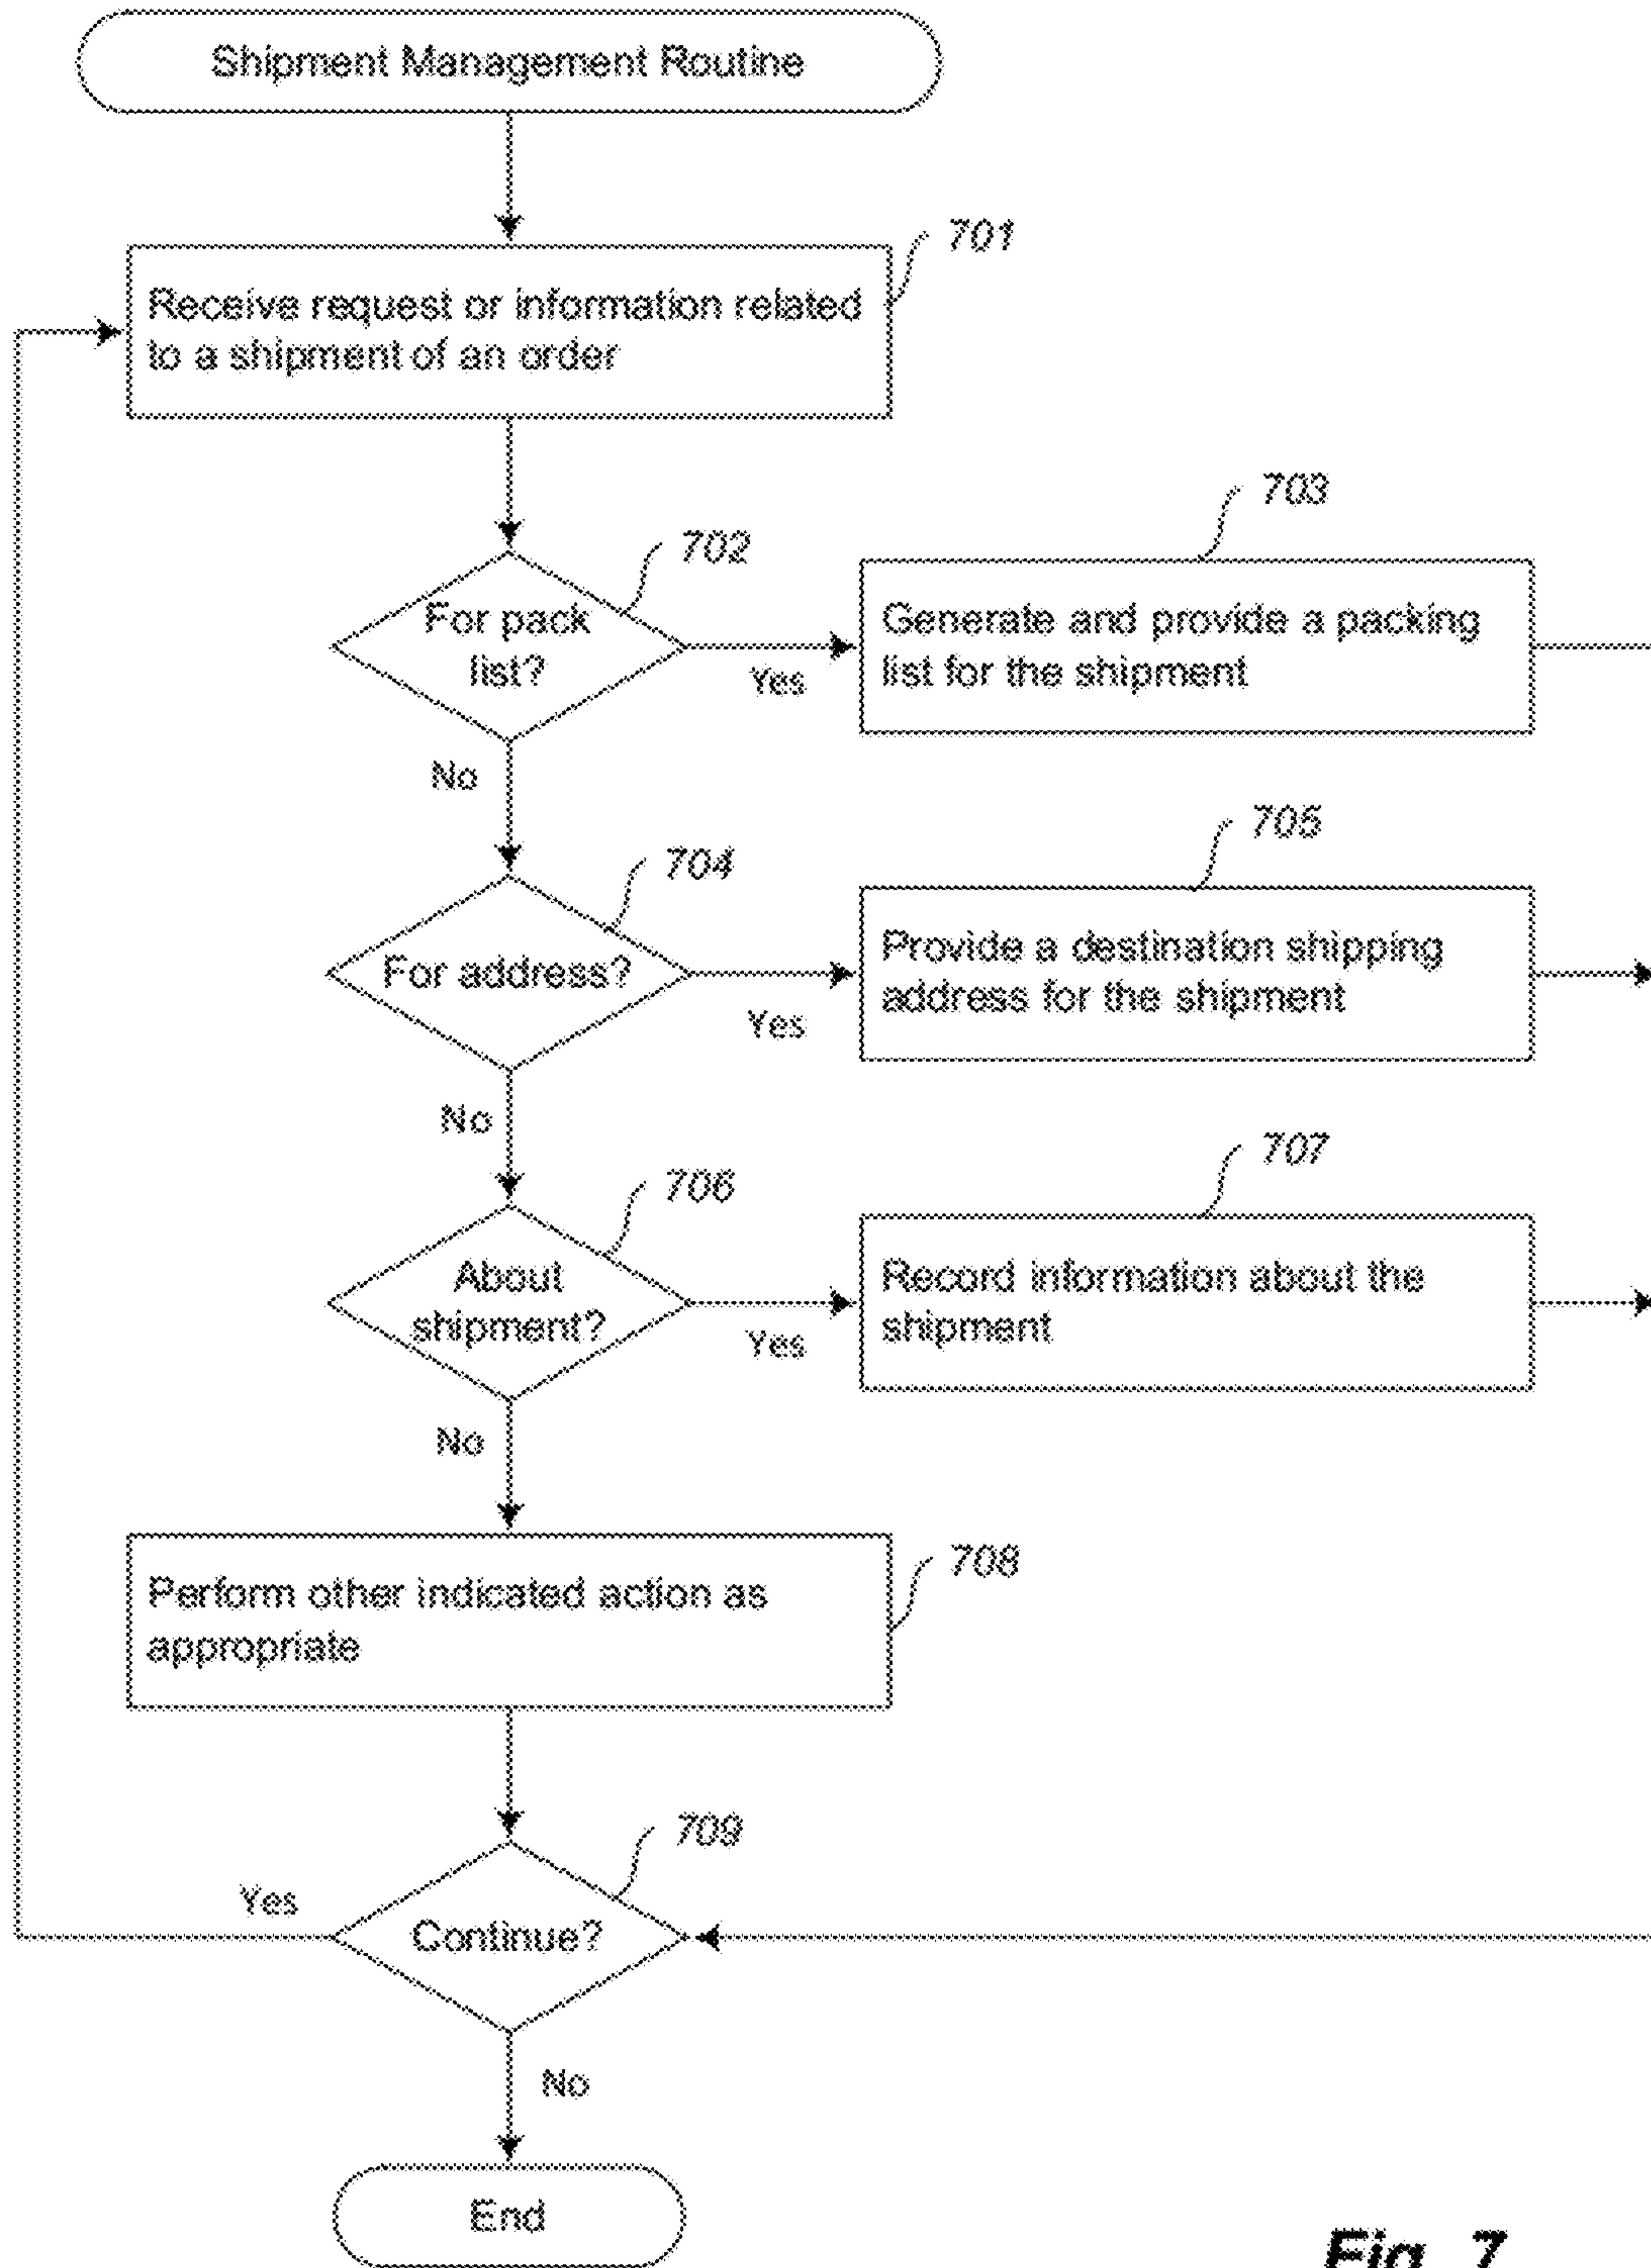 Shipment Management Routine
701
Receive request or information related
to a shipment of an order
703
702
For pack
list?
Yes
Generate and provide a packing
list for the shipment
No
705
704
For address?
Yes
Provide a destination shipping
address for the shipment
No
707
706
About
shipment?
Yes
Record information about the
shipment
No
708
Perform other indicated action as
appropriate
709
Yes
Continue?
No
End
Fig. 7